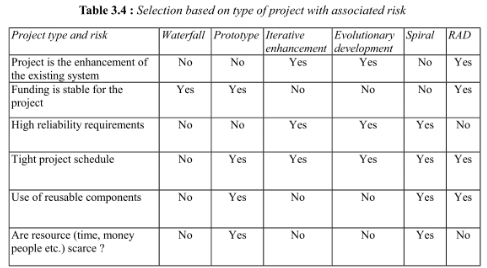 Table 3.4 : Selection based on type of project with associated risk
Project type and risk Waterfall Prototype Iterative enhancement Evolutionary development Spiral RAD
Project is the enhancement of the existing system No No Yes Yes No Yes
Funding is stable for the project Yes Yes No No No Yes
High reliability requirements No No Yes Yes Yes No
Tight project schedule No Yes Yes Yes Yes Yes
Use of reusable components No Yes No No Yes Yes
Are resource (time, money people etc.) scarce ? No Yes No No Yes No